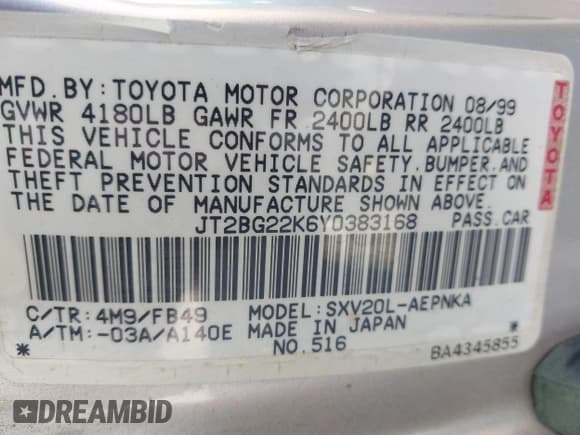 MFD. BY: TOYOTA MOTOR CORPORATION 08/99
GVWR 4180LB GAWR FR 2400LB RR 2400LB
THIS VEHICLE CONFORMS TO ALL APPLICABLE
FEDERAL MOTOR VEHICLE SAFETY, BUMPER, AND
THEFT PREVENTION STANDARDS IN EFFECT ON
THE DATE OF MANUFACTURE SHOWN ABOVE.
JT2BG22K6Y0383168 PASS. CAR
C/TR: 4M9/FB49 MODEL: SXV20L-AEPNKA
A/TM: -03A/A140E MADE IN JAPAN
* NO. 516 BA4345855 *
TOYOTA
DREAMBID